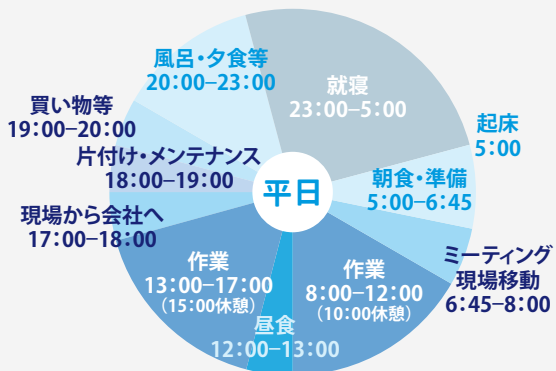 平日
就寝
23:00–5:00
起床
5:00
朝食・準備
5:00–6:45
ミーティング
現場移動
6:45–8:00
作業
8:00–12:00
(10:00休憩)
昼食
12:00–13:00
作業
13:00–17:00
(15:00休憩)
現場から会社へ
17:00–18:00
片付け・メンテナンス
18:00–19:00
買い物等
19:00–20:00
風呂・夕食等
20:00–23:00